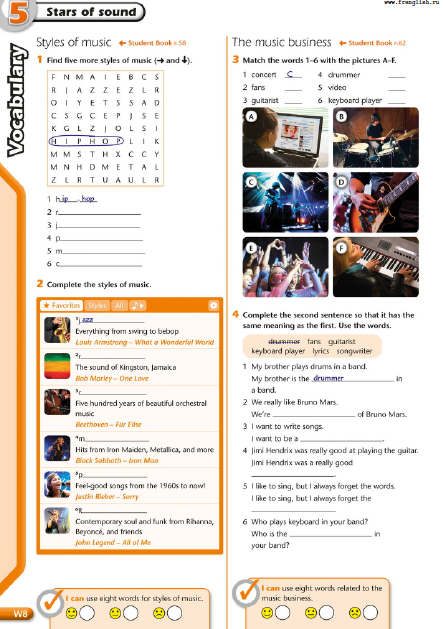 www.frenglish.ru
5 Stars of sound
Vocabulary
Styles of music ← Student Book p.58
1 Find five more styles of music (→ and ↓).
F N M A I E B C S
R J A Z Z E Z L R
O I Y E T S S A D
C S G C E P J S E
K G L Z J O L S I
H I P H O P L I K
M M S T H X C C Y
M N H D M E T A L
Z L R T U A U L R
1 hip - hop
2 r
3 j
4 p
5 m
6 c
2 Complete the styles of music.
★ Favorites Styles All
1 jazz
Everything from swing to bebop
Louis Armstrong – What a Wonderful World
2 r
The sound of Kingston, Jamaica
Bob Marley – One Love
3 c
Five hundred years of beautiful orchestral
music
Beethoven – Für Elise
4 m
Hits from Iron Maiden, Metallica, and more
Black Sabbath – Iron Man
5 p
Feel-good songs from the 1960s to now!
Justin Bieber – Sorry
6 R
Contemporary soul and funk from Rihanna,
Beyoncé, and friends
John Legend – All of Me
I can use eight words for styles of music.
W8
The music business ← Student Book p.62
3 Match the words 1–6 with the pictures A–F.
1 concert C 4 drummer
2 fans 5 video
3 guitarist 6 keyboard player
A B
C D
E F
4 Complete the second sentence so that it has the
same meaning as the first. Use the words.
drummer fans guitarist
keyboard player lyrics songwriter
1 My brother plays drums in a band.
My brother is the drummer in
a band.
2 We really like Bruno Mars.
We're of Bruno Mars.
3 I want to write songs.
I want to be a .
4 Jimi Hendrix was really good at playing the guitar.
Jimi Hendrix was a really good
.
5 I like to sing, but I always forget the words.
I like to sing, but I always forget the
.
6 Who plays keyboard in your band?
Who is the in
your band?
I can use eight words related to the
music business.